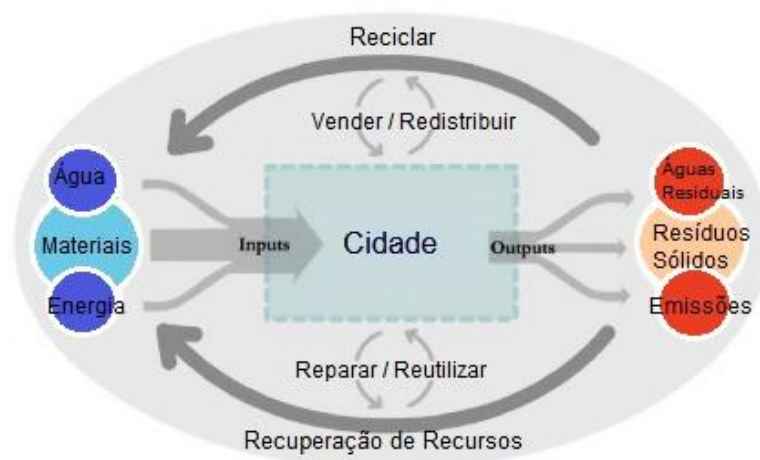 Reciclar
Vender / Redistribuir
Água
Materiais
Energia
Inputs
Cidade
Outputs
Águas
Residuais
Resíduos
Sólidos
Emissões
Reparar / Reutilizar
Recuperação de Recursos